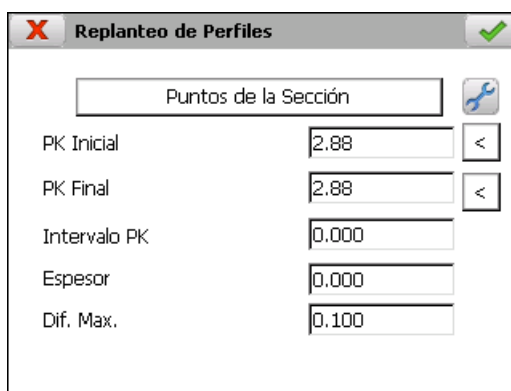 Replanteo de Perfiles
Puntos de la Sección
PK Inicial 2.88 <
PK Final 2.88 <
Intervalo PK 0.000
Espesor 0.000
Dif. Max. 0.100